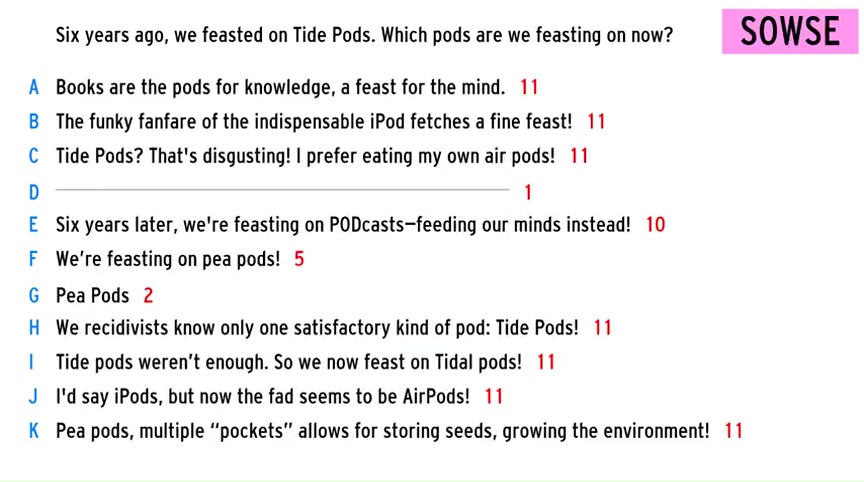 Six years ago, we feasted on Tide Pods. Which pods are we feasting on now?
SOWSE
A Books are the pods for knowledge, a feast for the mind. 11
B The funky fanfare of the indispensable iPod fetches a fine feast! 11
C Tide Pods? That's disgusting! I prefer eating my own air pods! 11
D 1
E Six years later, we're feasting on PODcasts—feeding our minds instead! 10
F We’re feasting on pea pods! 5
G Pea Pods 2
H We recidivists know only one satisfactory kind of pod: Tide Pods! 11
I Tide pods weren’t enough. So we now feast on Tidal pods! 11
J I'd say iPods, but now the fad seems to be AirPods! 11
K Pea pods, multiple “pockets” allows for storing seeds, growing the environment! 11